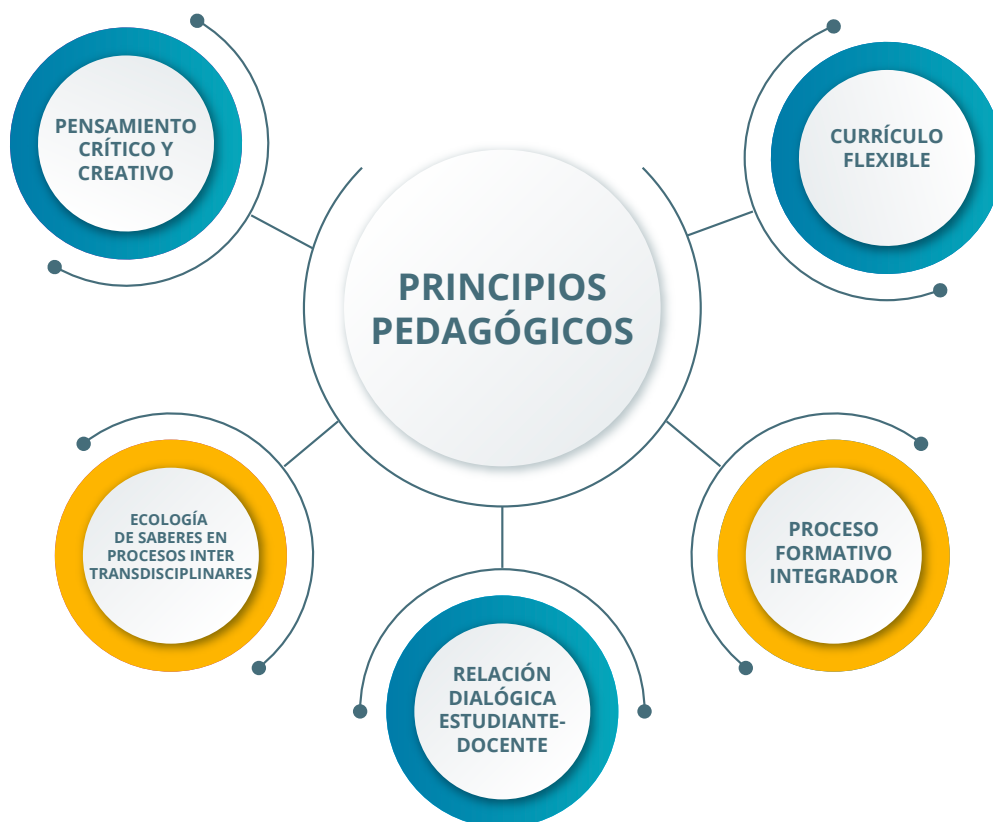 PENSAMIENTO
CRÍTICO Y
CREATIVO
CURRÍCULO
FLEXIBLE
PRINCIPIOS
PEDAGÓGICOS
ECOLOGÍA
DE SABERES EN
PROCESOS INTER
TRANSDISCIPLINARES
PROCESO
FORMATIVO
INTEGRADOR
RELACIÓN
DIALÓGICA
ESTUDIANTE-
DOCENTE